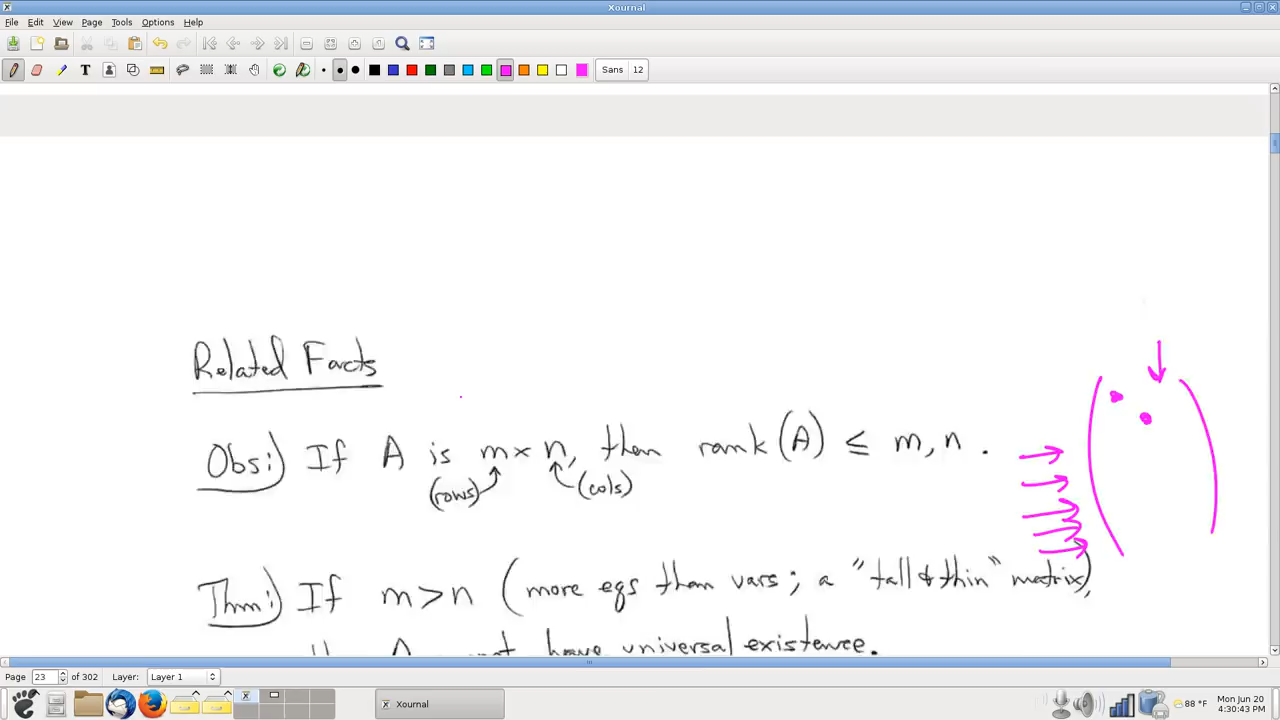 Xournal
File Edit View Page Tools Options Help
Sans 12
Related Facts
Obs:) If A is m×n, then rank(A) ≤ m,n.
(rows) (cols)
Thm:) If m>n (more eqs than vars; a "tall & thin" matrix),
have universal existence.
Page 23 of 302 Layer: Layer 1
Xournal
88 °F
Mon Jun 20
4:30:43 PM